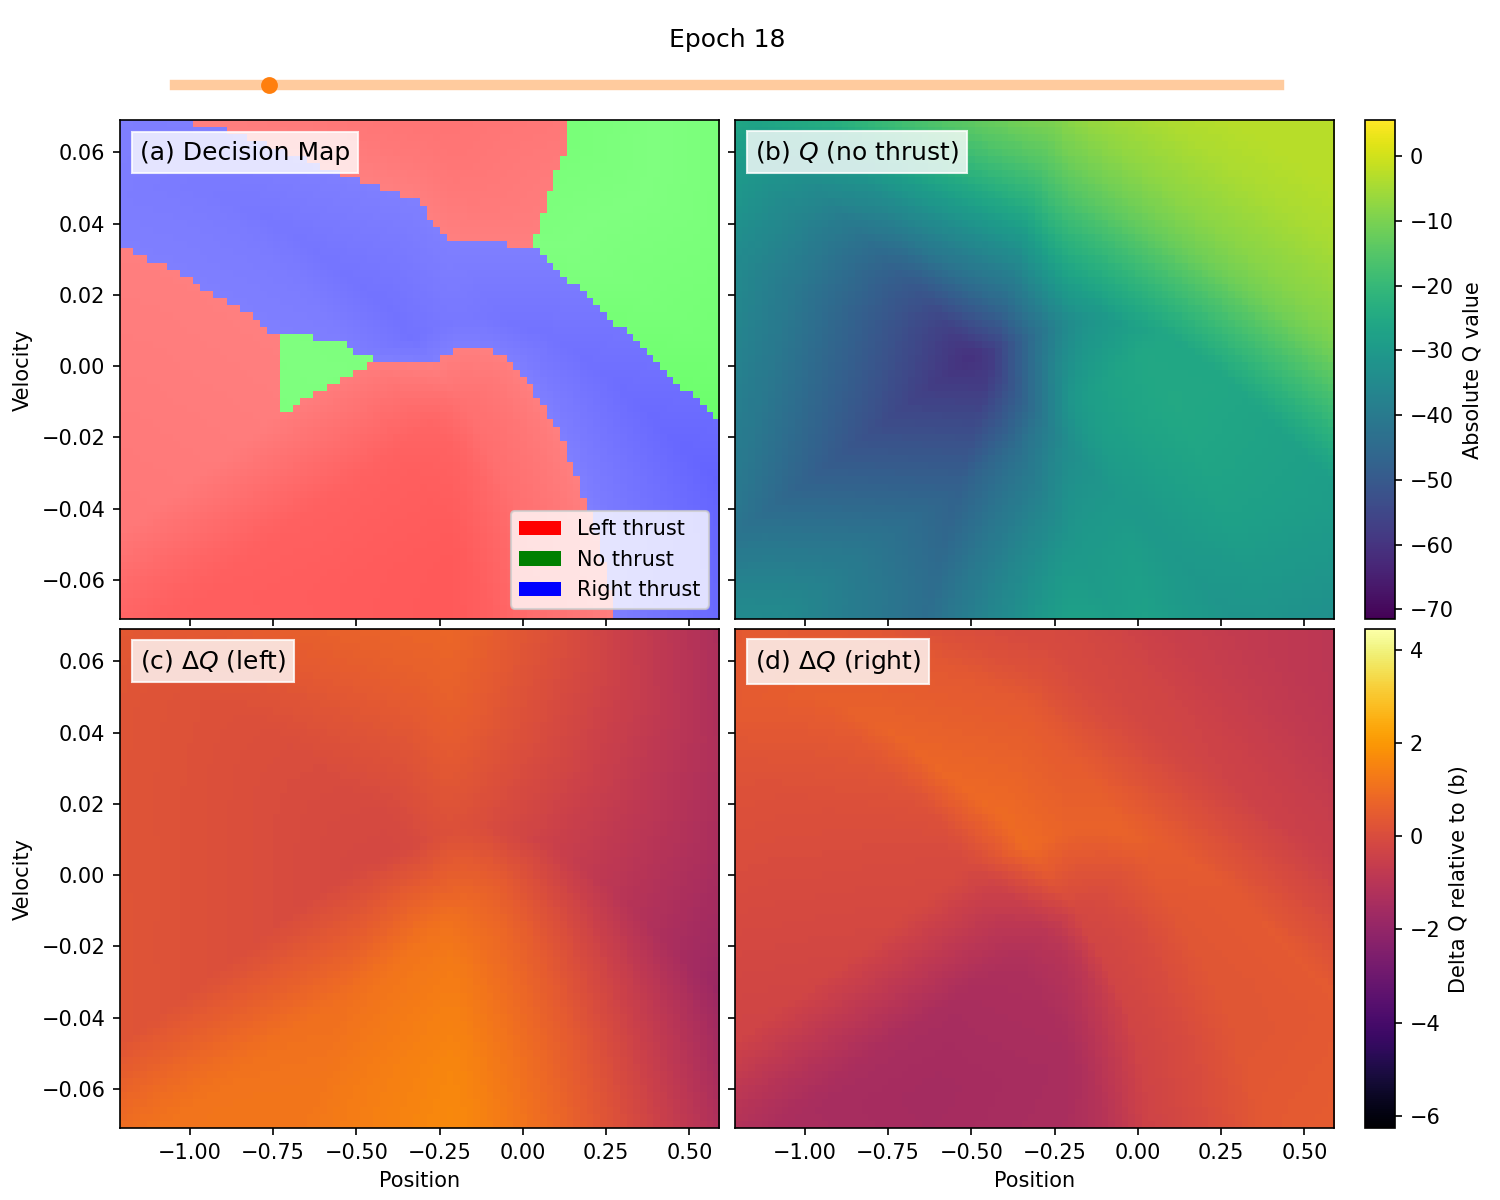 Epoch 18
(a) Decision Map
(b) Q (no thrust)
0.06
0.04
0.02
0.00
−0.02
−0.04
−0.06
Velocity
Left thrust
No thrust
Right thrust
0
−10
−20
−30
−40
−50
−60
−70
Absolute Q value
(c) ΔQ (left)
(d) ΔQ (right)
0.06
0.04
0.02
0.00
−0.02
−0.04
−0.06
Velocity
4
2
0
−2
−4
−6
Delta Q relative to (b)
−1.00 −0.75 −0.50 −0.25 0.00 0.25 0.50
Position
−1.00 −0.75 −0.50 −0.25 0.00 0.25 0.50
Position